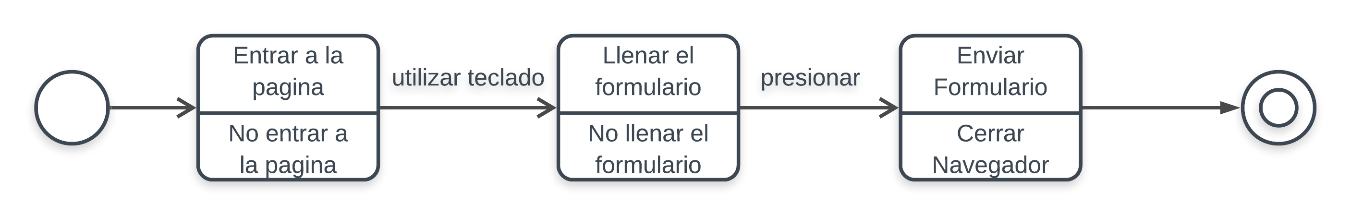 Entrar a la
pagina
No entrar a
la pagina
utilizar teclado
Llenar el
formulario
No llenar el
formulario
presionar
Enviar
Formulario
Cerrar
Navegador